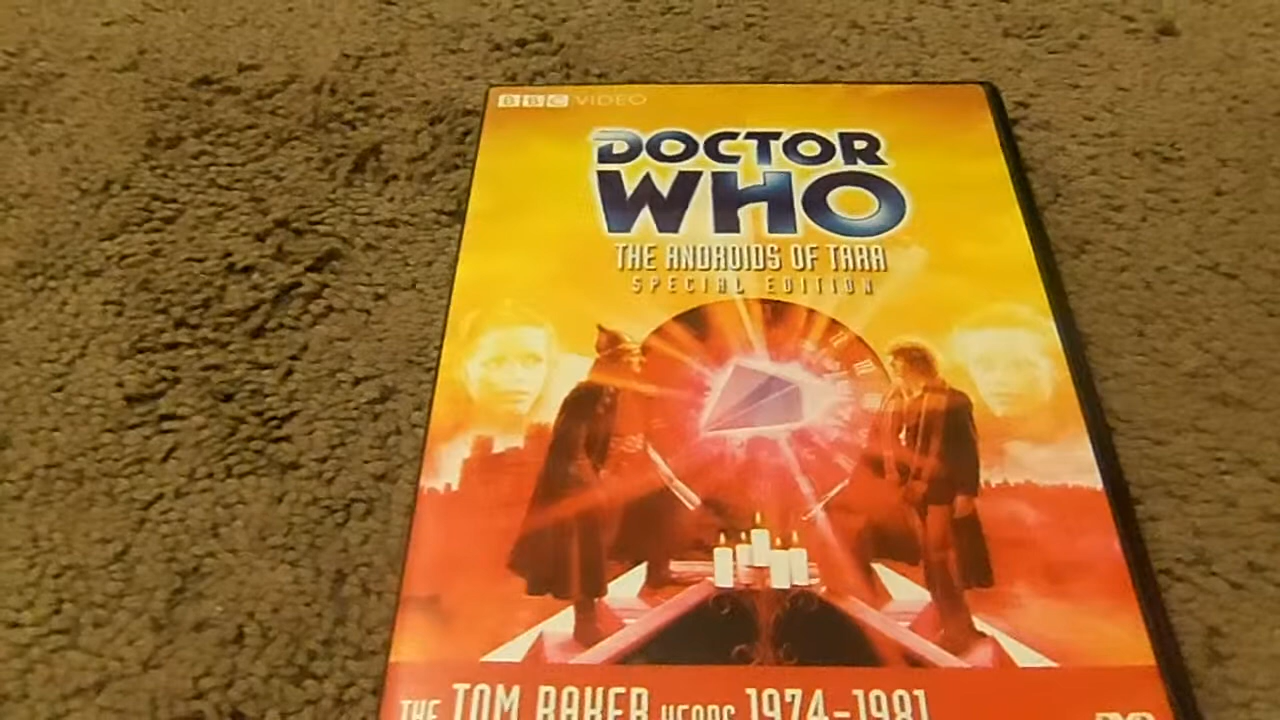 BBC VIDEO
DOCTOR
WHO
THE ANDROIDS OF TARA
SPECIAL EDITION
THE TOM BAKER YEARS 1974-1981